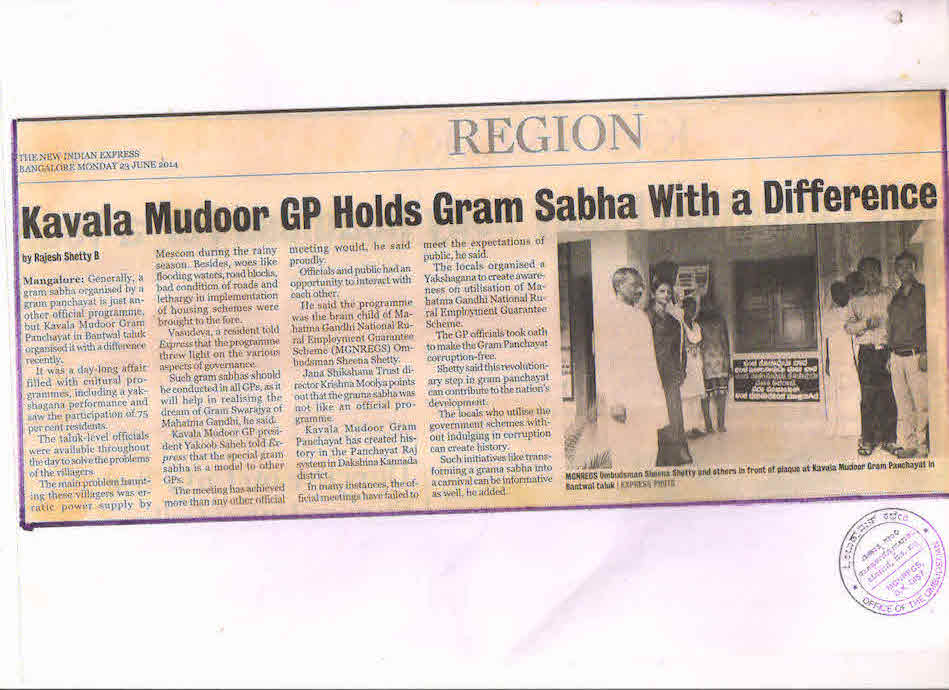 THE NEW INDIAN EXPRESS
BANGALORE MONDAY 23 JUNE 2014
REGION
Kavala Mudoor GP Holds Gram Sabha With a Difference
by Rajesh Shetty B
Mangalore: Generally, a
gram sabha organised by a
gram panchayat is just an-
other official programme,
but Kavala Mudoor Gram
Panchayat in Bantwal taluk
organised it with a difference
recently.
It was a day-long affair
filled with cultural pro-
grammes, including a yak-
shagana performance and
saw the participation of 75
per cent residents.
The taluk-level officials
were available throughout
the day to solve the problems
of the villagers
The main problem haunt-
ing these villagers was er-
ratic power supply by
Mescom during the rainy
season. Besides, woes like
flooding waters, road blocks,
bad condition of roads and
lethargy in implementation
of housing schemes were
brought to the fore.
Vasudeva, a resident told
Express that the programme
threw light on the various
aspects of governance.
Such gram sabhas should
be conducted in all GPs, as it
will help in realising the
dream of Gram Swarajya of
Mahatma Gandhi, he said.
Kavala Mudoor GP presi-
dent Yakoob Saheb told Ex-
press that the special gram
sabha is a model to other
GPs.
The meeting has achieved
more than any other official
meeting would, he said
proudly.
Officials and public had an
opportunity to interact with
each other.
He said the programme
was the brain child of Ma-
hatma Gandhi National Ru-
ral Employment Guarantee
Scheme (MGNREGS) Om-
budsman Sheena Shetty.
Jana Shikshana Trust di-
rector Krishna Moolya points
out that the grama sabha was
not like an official pro-
gramme.
Kavala Mudoor Gram
Panchayat has created his-
tory in the Panchayat Raj
system in Dakshina Kannada
district.
In many instances, the of-
ficial meetings have failed to
meet the expectations of
public, he said.
The locals organised a
Yakshagana to create aware-
ness on utilisation of Ma-
hatma Gandhi National Ru-
ral Employment Guarantee
Scheme.
The GP officials took oath
to make the Gram Panchayat
corruption-free.
Shetty said this revolution-
ary step in gram panchayat
can contribute to the nation's
development.
The locals who utilise the
government schemes with-
out indulging in corruption
can create history.
Such initiatives like trans-
forming a grama sabha into
a carnival can be informative
as well, he added.
MGNREGS Ombudsman Sheena Shetty and others in front of plaque at Kavala Mudoor Gram Panchayat in
Bantwal taluk | EXPRESS PHOTO
MGNREGS,
D.K. DIST.
OFFICE OF THE OMBUDSMAN